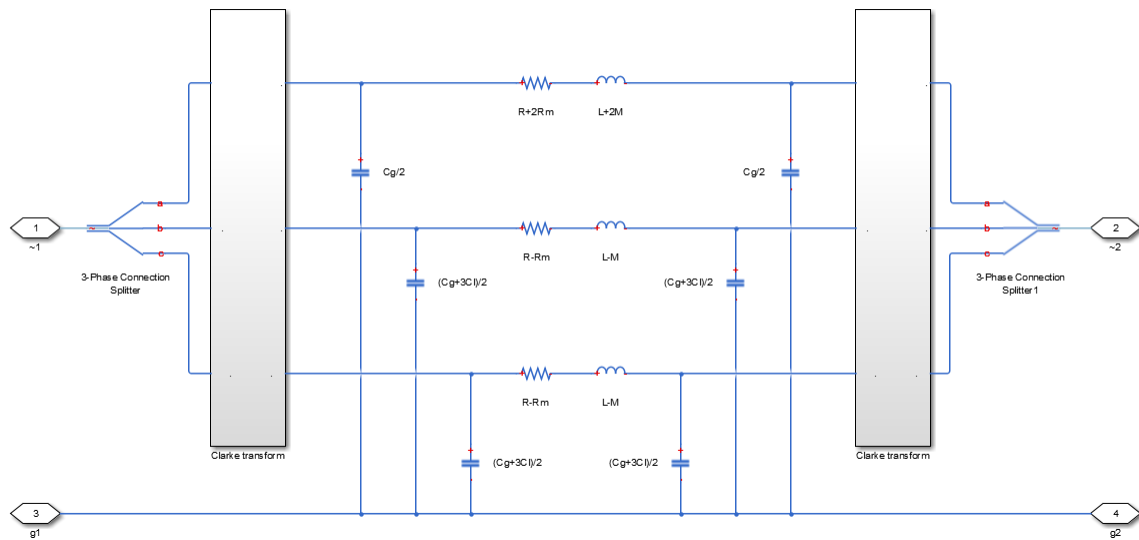 R+2Rm
L+2M
Cg/2
Cg/2
a
a
1
~
b
R-Rm
L-M
b
~
2
~1
~2
c
c
3-Phase Connection
Splitter
(Cg+3Cl)/2
(Cg+3Cl)/2
3-Phase Connection
Splitter1
R-Rm
L-M
Clarke transform
(Cg+3Cl)/2
(Cg+3Cl)/2
Clarke transform
3
4
g1
g2